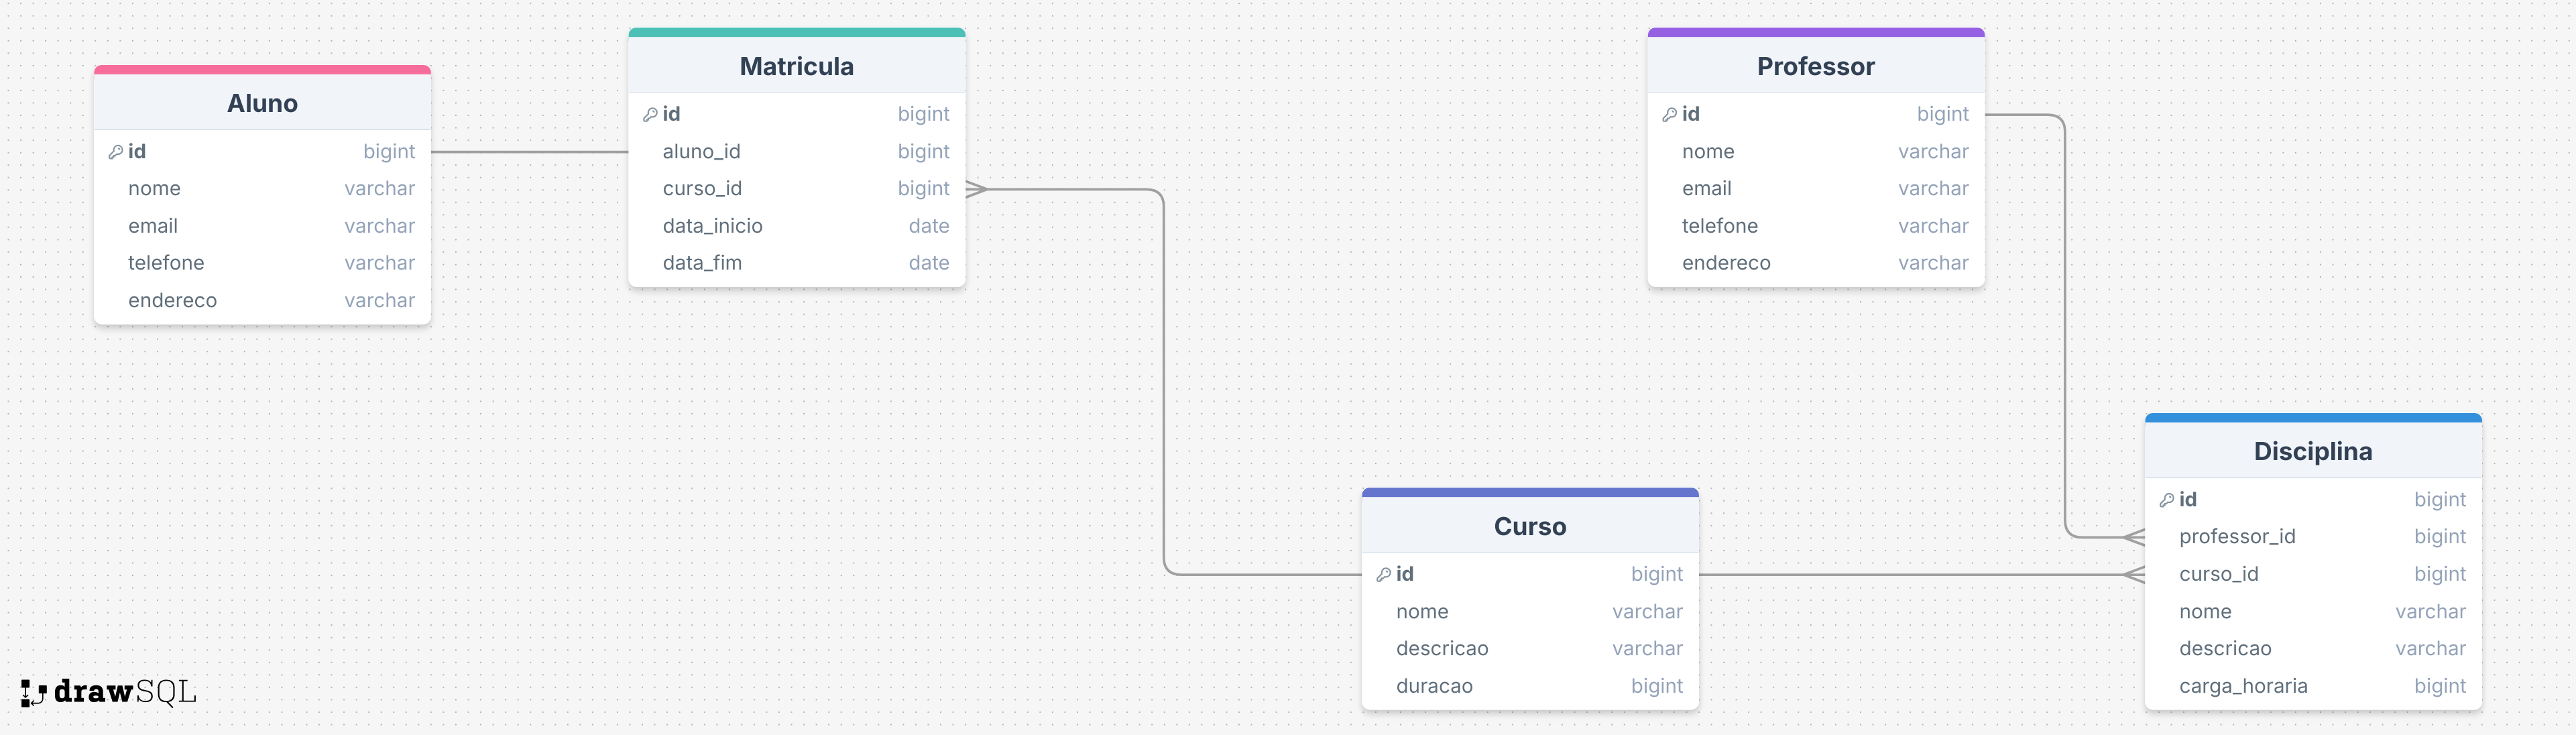 Aluno
id bigint
nome varchar
email varchar
telefone varchar
endereco varchar
Matricula
id bigint
aluno_id bigint
curso_id bigint
data_inicio date
data_fim date
Professor
id bigint
nome varchar
email varchar
telefone varchar
endereco varchar
Curso
id bigint
nome varchar
descricao varchar
duracao bigint
Disciplina
id bigint
professor_id bigint
curso_id bigint
nome varchar
descricao varchar
carga_horaria bigint
drawSQL